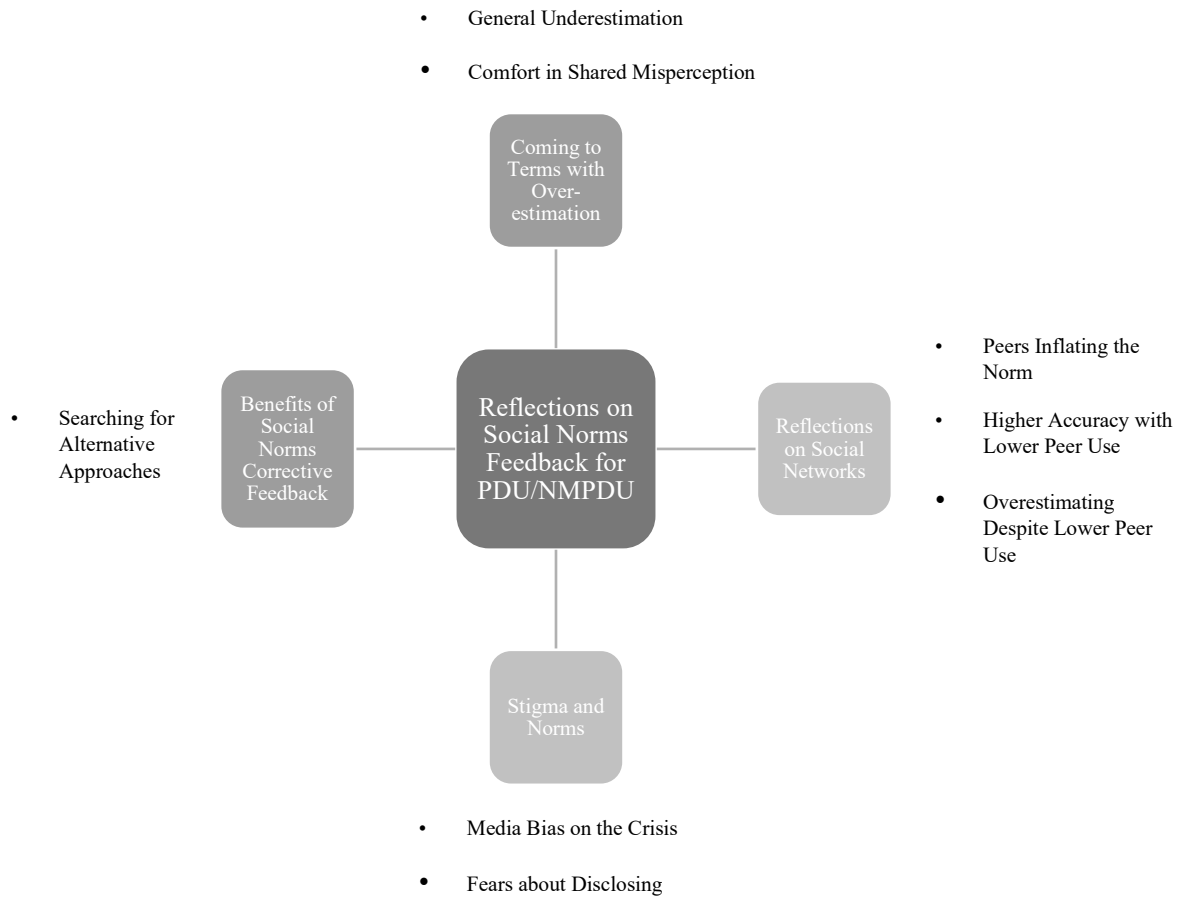 • General Underestimation
• Comfort in Shared Misperception
Coming to
Terms with
Over-
estimation
• Searching for
Alternative
Approaches
Benefits of
Social
Norms
Corrective
Feedback
Reflections on
Social Norms
Feedback for
PDU/NMPDU
Reflections
on Social
Networks
• Peers Inflating the
Norm
• Higher Accuracy with
Lower Peer Use
• Overestimating
Despite Lower Peer
Use
Stigma and
Norms
• Media Bias on the Crisis
• Fears about Disclosing